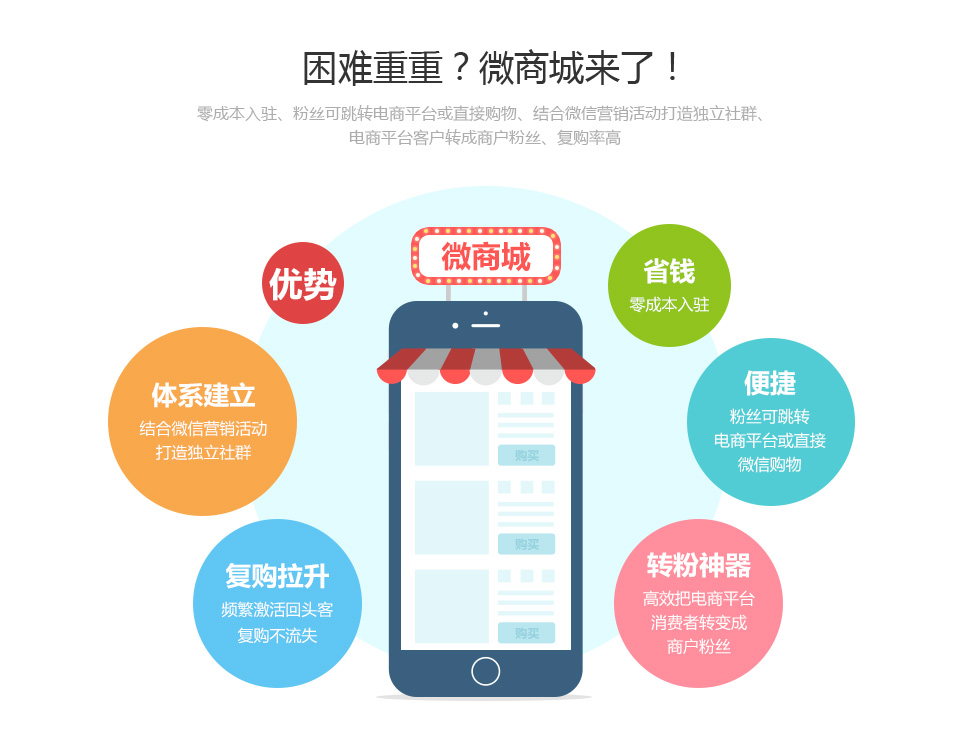 困难重重？微商城来了！
零成本入驻、粉丝可跳转电商平台或直接购物、结合微信营销活动打造独立社群、
电商平台客户转成商户粉丝、复购率高
微商城
优势
省钱
零成本入驻
体系建立
结合微信营销活动
打造独立社群
便捷
粉丝可跳转
电商平台或直接
微信购物
复购拉升
频繁激活回头客
复购不流失
转粉神器
高效把电商平台
消费者转变成
商户粉丝
购买
购买
购买